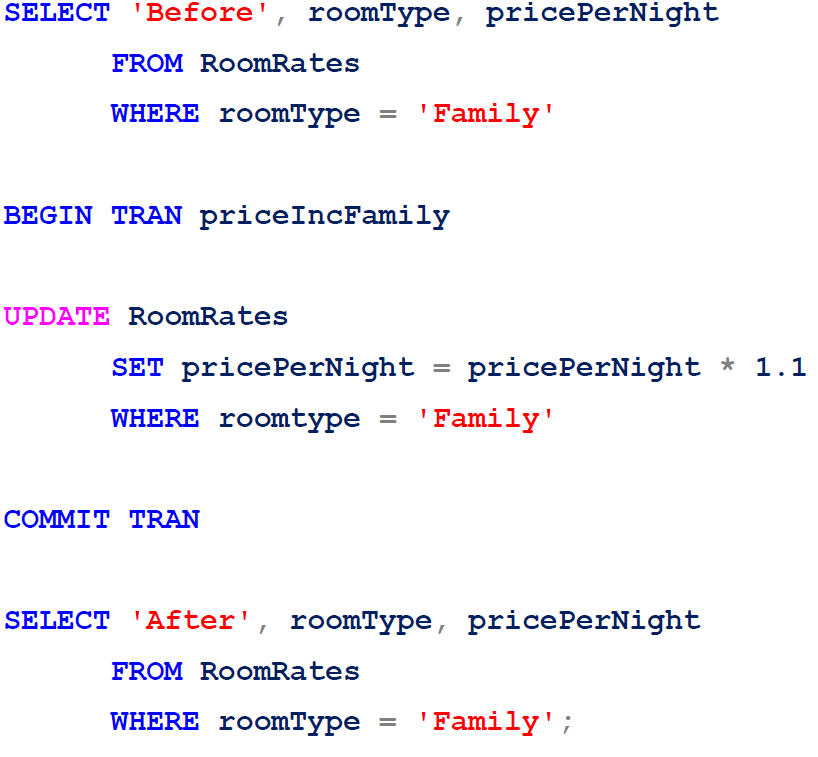 SELECT 'Before', roomType, pricePerNight
FROM RoomRates
WHERE roomType = 'Family'
BEGIN TRAN priceIncFamily
UPDATE RoomRates
SET pricePerNight = pricePerNight * 1.1
WHERE roomtype = 'Family'
COMMIT TRAN
SELECT 'After', roomType, pricePerNight
FROM RoomRates
WHERE roomType = 'Family';